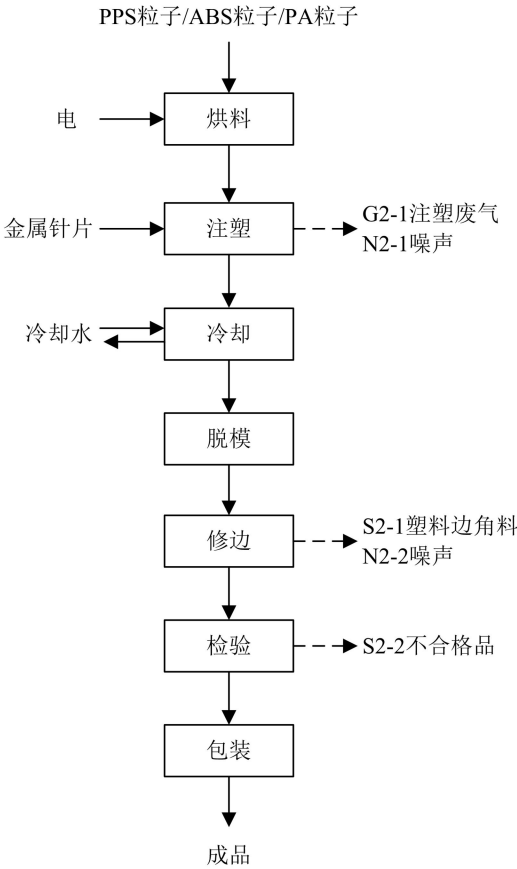 PPS粒子/ABS粒子/PA粒子
电
烘料
金属针片
注塑
G2-1注塑废气
N2-1噪声
冷却水
冷却
脱模
修边
S2-1塑料边角料
N2-2噪声
检验
S2-2不合格品
包装
成品